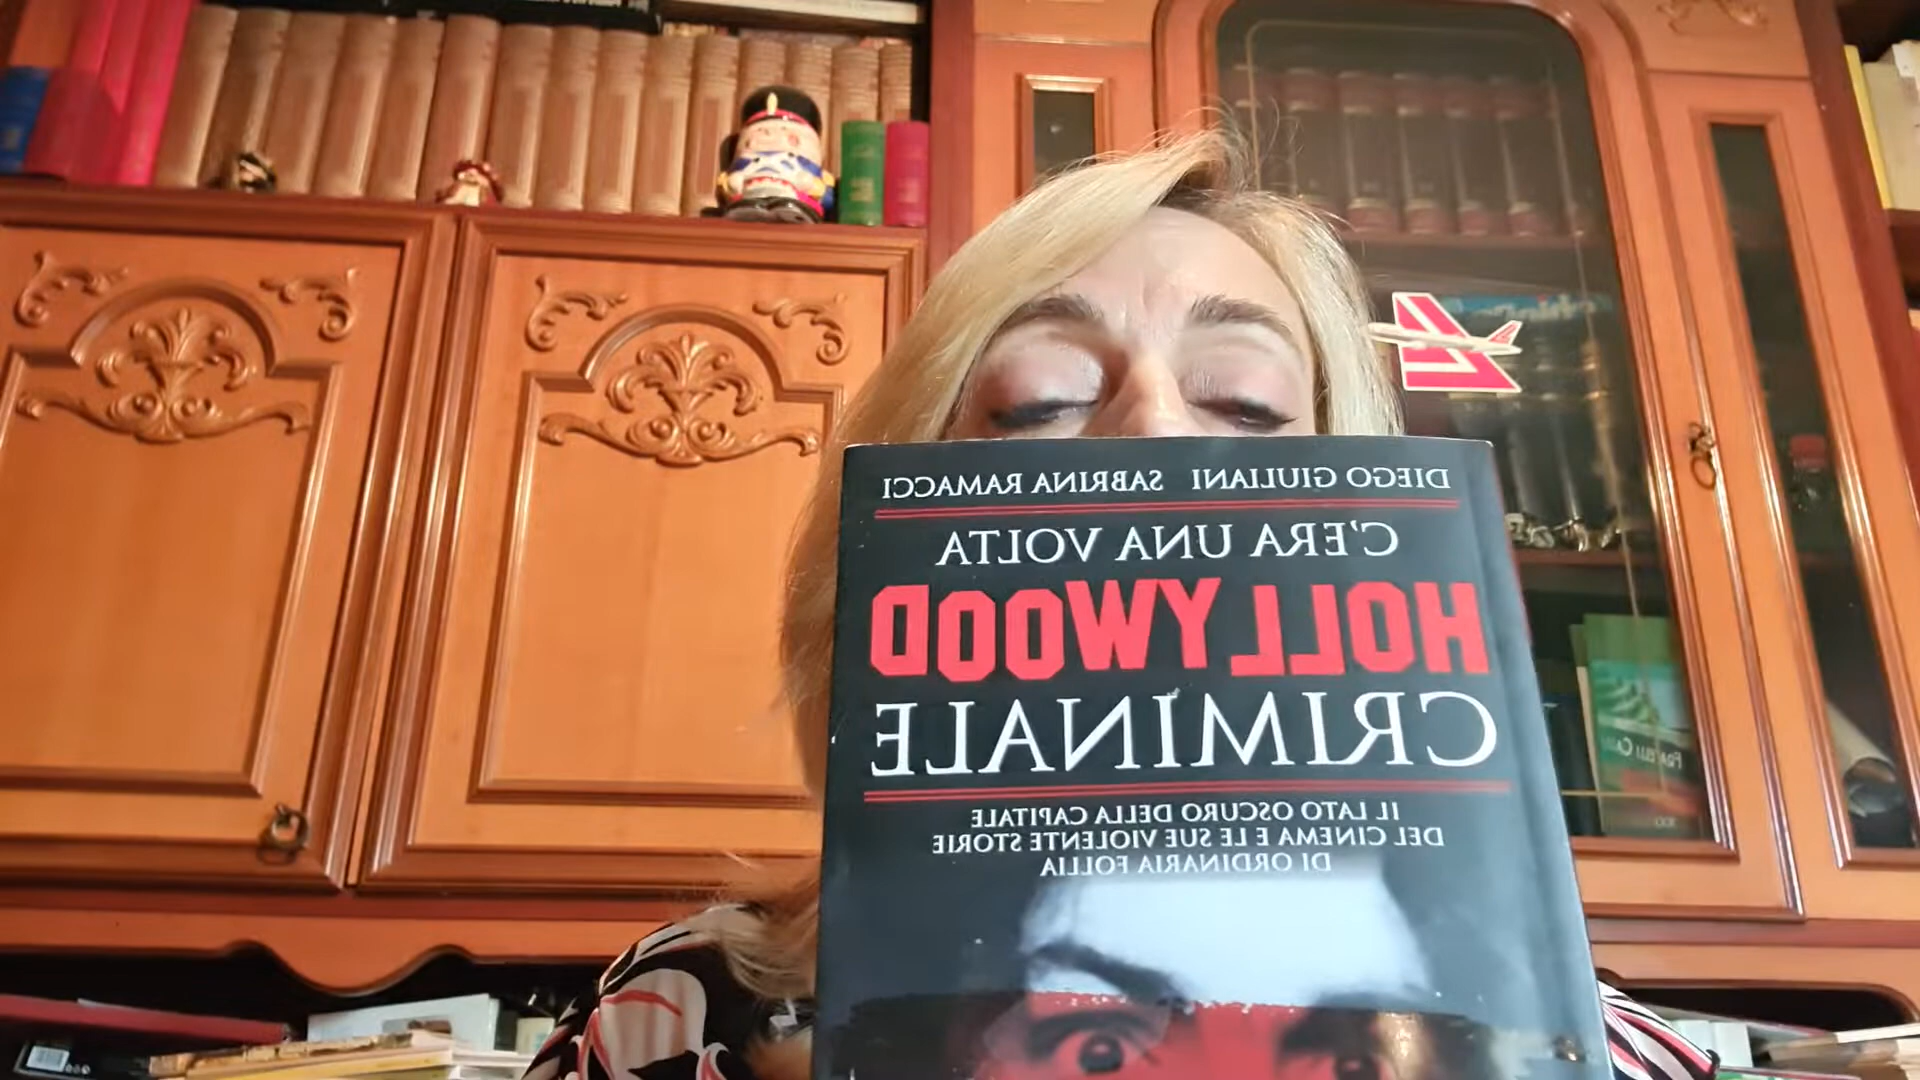 DIEGO GIULIANI SABRINA RAMACCI
C'ERA UNA VOLTA
HOLLYWOOD
CRIMINALE
IL LATO OSCURO DELLA CAPITALE
DEL CINEMA E LE SUE VIOLENTE STORIE
DI ORDINARIA FOLLIA